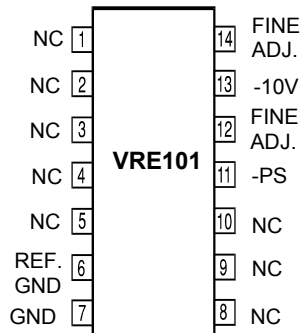 NC 1
NC 2
NC 3
NC 4
NC 5
REF.
GND 6
GND 7
VRE101
14 FINE
ADJ.
13 -10V
12 FINE
ADJ.
11 -PS
10 NC
9 NC
8 NC